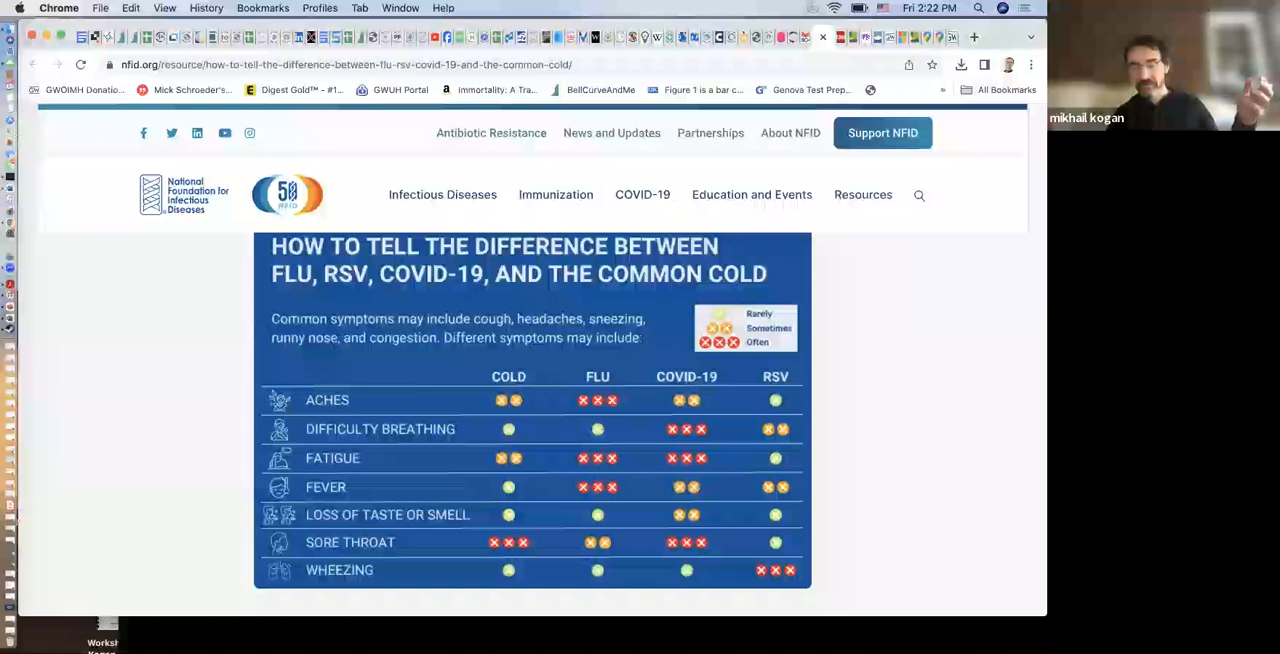 Chrome File Edit View History Bookmarks Profiles Tab Window Help
Fri 2:22 PM
nfid.org/resource/how-to-tell-the-difference-between-flu-rsv-covid-19-and-the-common-cold/
GWOIMH Donatio...
Mick Schroeder's...
Digest Gold™ - #1...
GWUH Portal
Immortality: A Tra...
BellCurveAndMe
Figure 1 is a bar c...
Genova Test Prep...
»
All Bookmarks
mikhail kogan
Antibiotic Resistance
News and Updates
Partnerships
About NFID
Support NFID
National
Foundation for
Infectious
Diseases
50
NFID
Infectious Diseases
Immunization
COVID-19
Education and Events
Resources
HOW TO TELL THE DIFFERENCE BETWEEN
FLU, RSV, COVID-19, AND THE COMMON COLD
Common symptoms may include cough, headaches, sneezing,
runny nose, and congestion. Different symptoms may include:
Rarely
Sometimes
Often
COLD FLU COVID-19 RSV
ACHES
DIFFICULTY BREATHING
FATIGUE
FEVER
LOSS OF TASTE OR SMELL
SORE THROAT
WHEEZING
Worksh